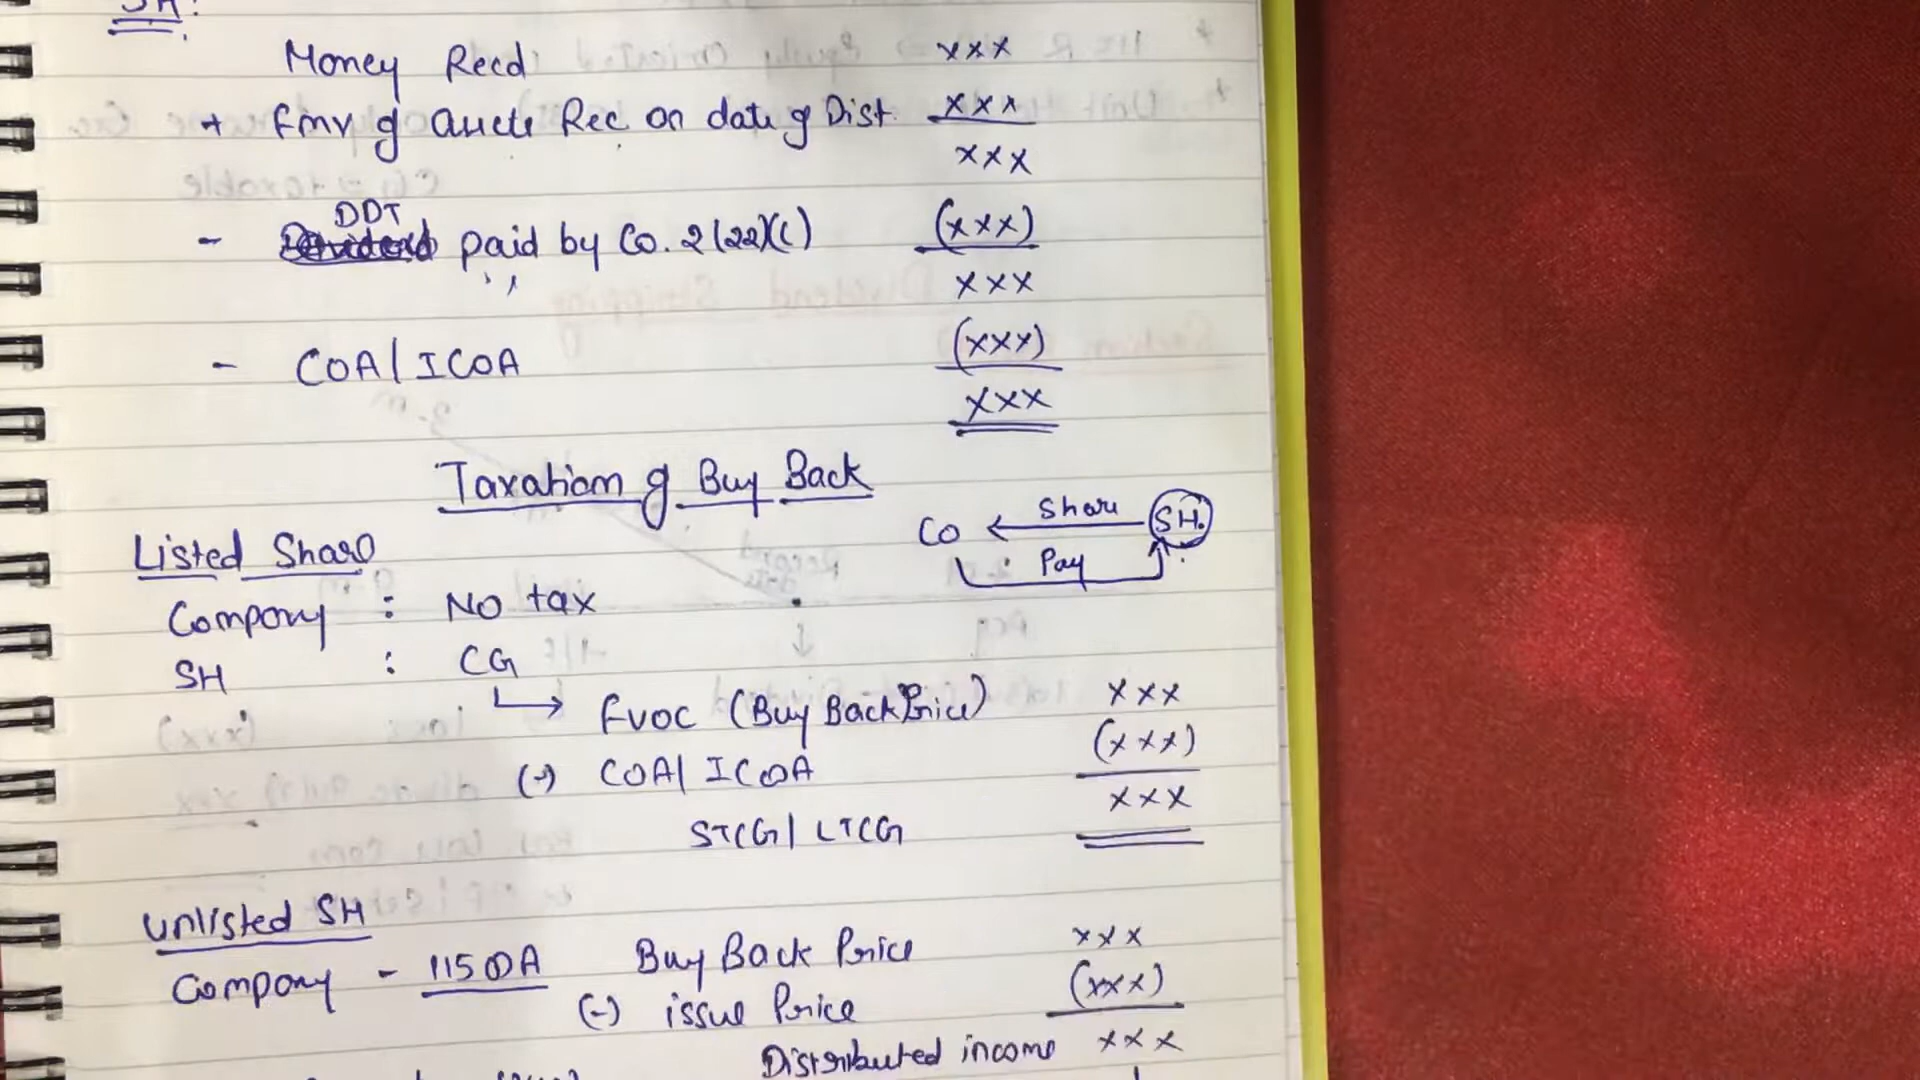 SH:
Money Recd xxx
+ fmv of Rec on date of Dist. xxx
xxx
DDT
- paid by Co. 2(22)(c) (xxx)
xxx
- COA/ICOA (xxx)
xxx
Taxation of Buy Back
Co ← Share SH.
Pay
Listed Share
Company : NO tax
SH : CG
→ FVOC (Buy Back Price) xxx
(-) COA/ICOA (xxx)
STCG/LTCG xxx
Unlisted SH
Company - 115QA Buy Back Price xxx
(-) issue Price (xxx)
Distributed income xxx